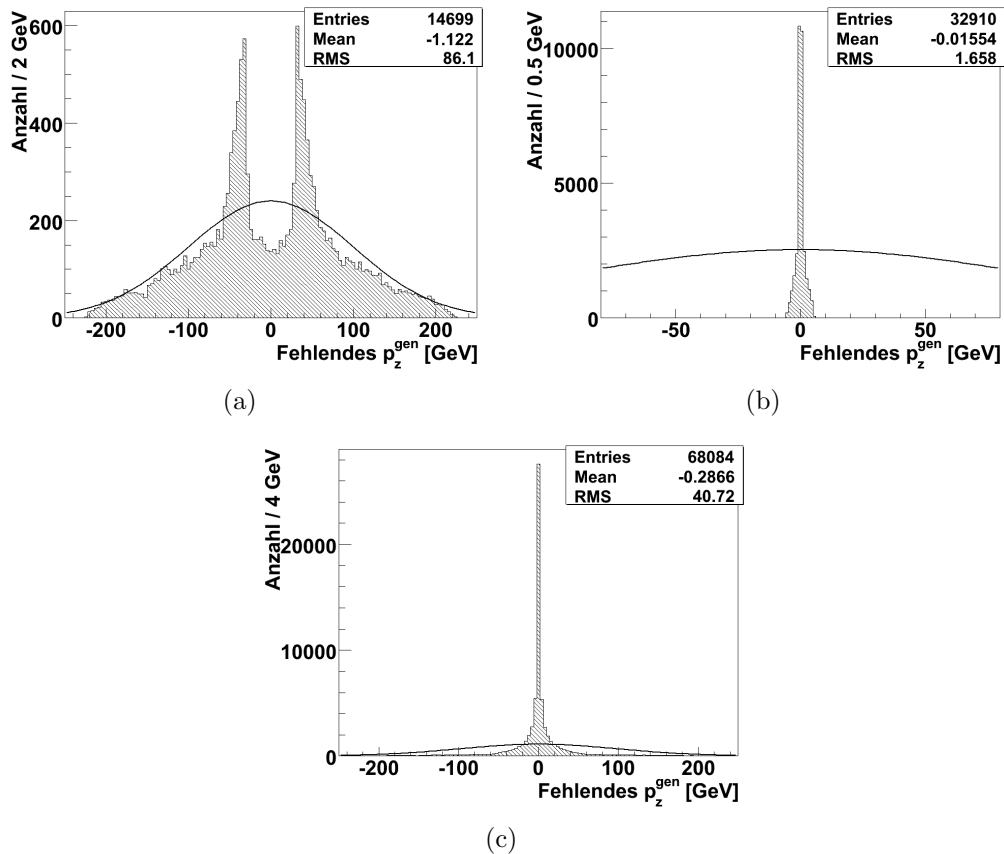 Entries 14699
Mean -1.122
RMS 86.1
Anzahl / 2 GeV
600
400
200
0
-200 -100 0 100 200
Fehlendes p_z^gen [GeV]
(a)
Entries 32910
Mean -0.01554
RMS 1.658
Anzahl / 0.5 GeV
10000
5000
0
-50 0 50
Fehlendes p_z^gen [GeV]
(b)
Entries 68084
Mean -0.2866
RMS 40.72
Anzahl / 4 GeV
20000
10000
0
-200 -100 0 100 200
Fehlendes p_z^gen [GeV]
(c)